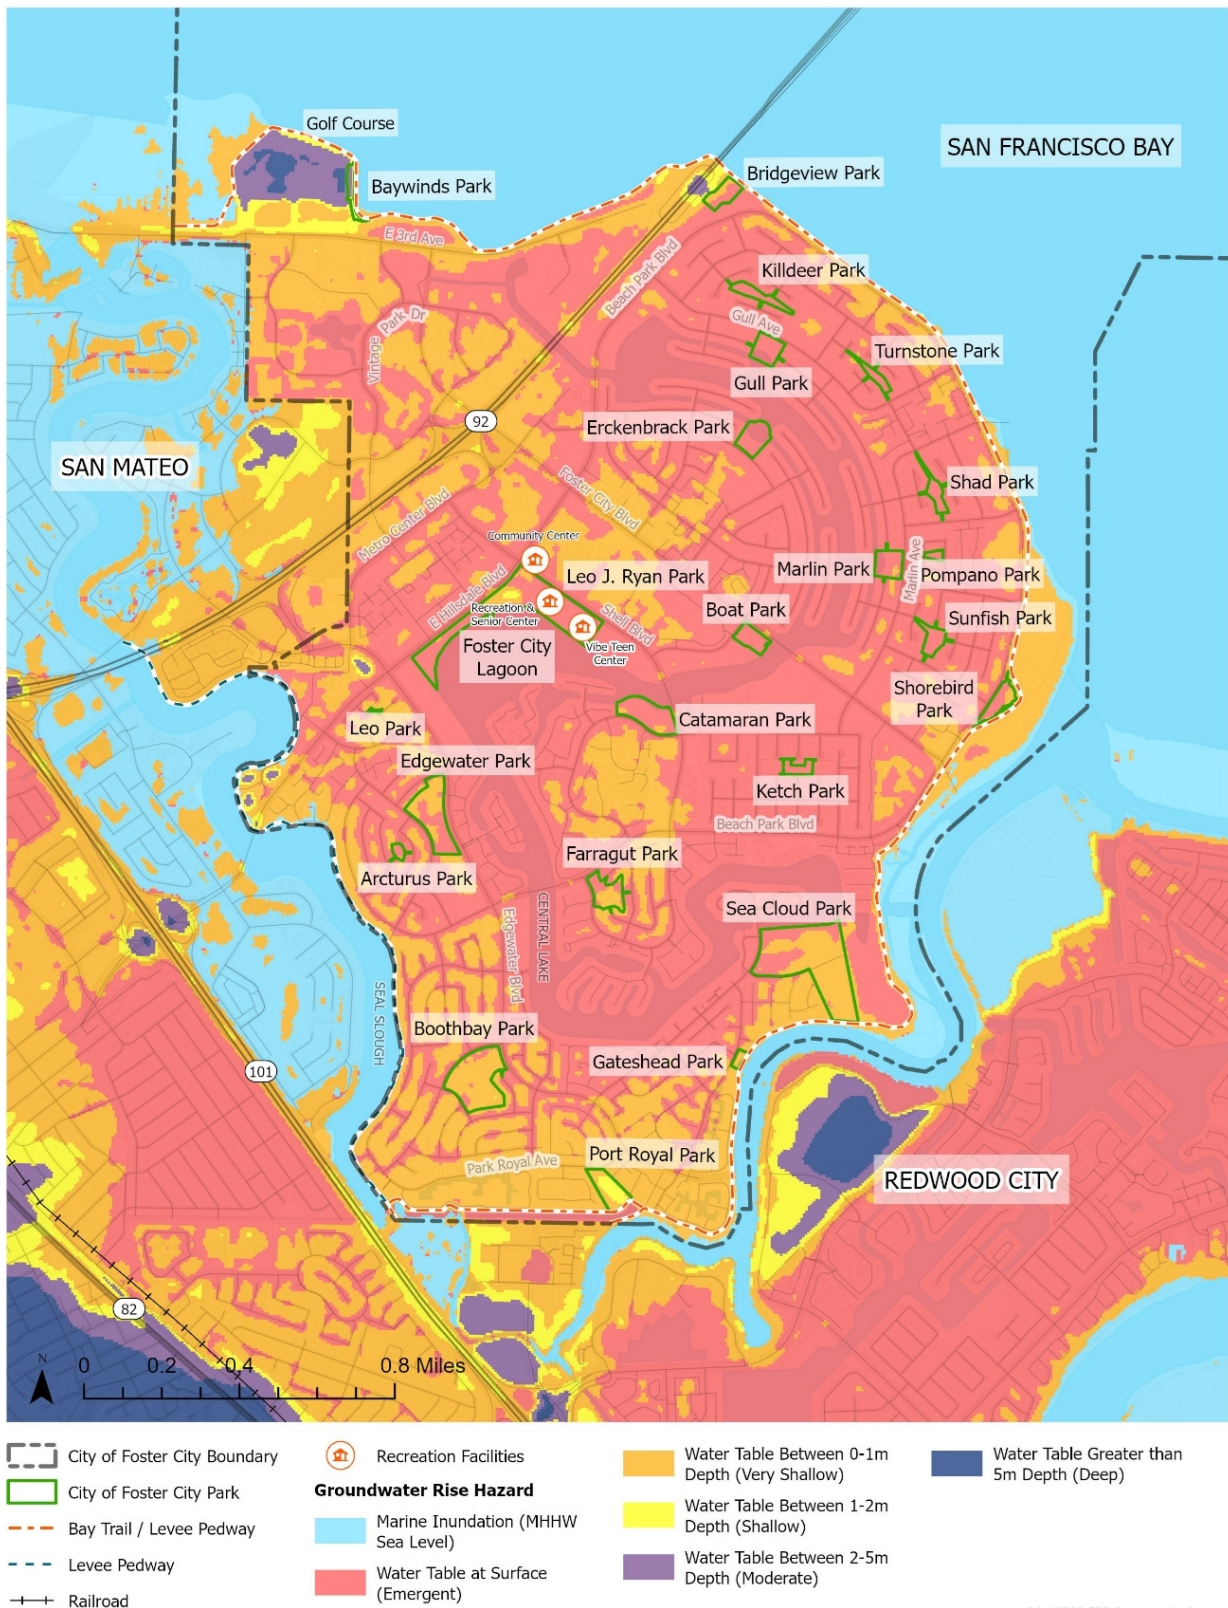 Golf Course
SAN FRANCISCO BAY
Bridgeview Park
Baywinds Park
E 3rd Ave
Beach Park Blvd
Killdeer Park
Gull Ave
Vintage Park Dr
Turnstone Park
Gull Park
92
Erckenbrack Park
SAN MATEO
Foster City Blvd
Shad Park
Metro Center Blvd
Community Center
Marlin Park
Marlin Ave
Pompano Park
Leo J. Ryan Park
E Hillsdale Blvd
Recreation &
Senior Center
Shell Blvd
Boat Park
Sunfish Park
Vibe Teen
Center
Foster City
Lagoon
Shorebird
Park
Leo Park
Catamaran Park
Edgewater Park
Ketch Park
Beach Park Blvd
Farragut Park
Arcturus Park
Sea Cloud Park
Edgewater Blvd
CENTRAL LAKE
SEAL SLOUGH
Boothbay Park
Gateshead Park
101
Port Royal Park
Park Royal Ave
REDWOOD CITY
82
N
0 0.2 0.4 0.8 Miles
City of Foster City Boundary
City of Foster City Park
Bay Trail / Levee Pedway
Levee Pedway
Railroad
Recreation Facilities
Groundwater Rise Hazard
Marine Inundation (MHHW
Sea Level)
Water Table at Surface
(Emergent)
Water Table Between 0-1m
Depth (Very Shallow)
Water Table Between 1-2m
Depth (Shallow)
Water Table Between 2-5m
Depth (Moderate)
Water Table Greater than
5m Depth (Deep)